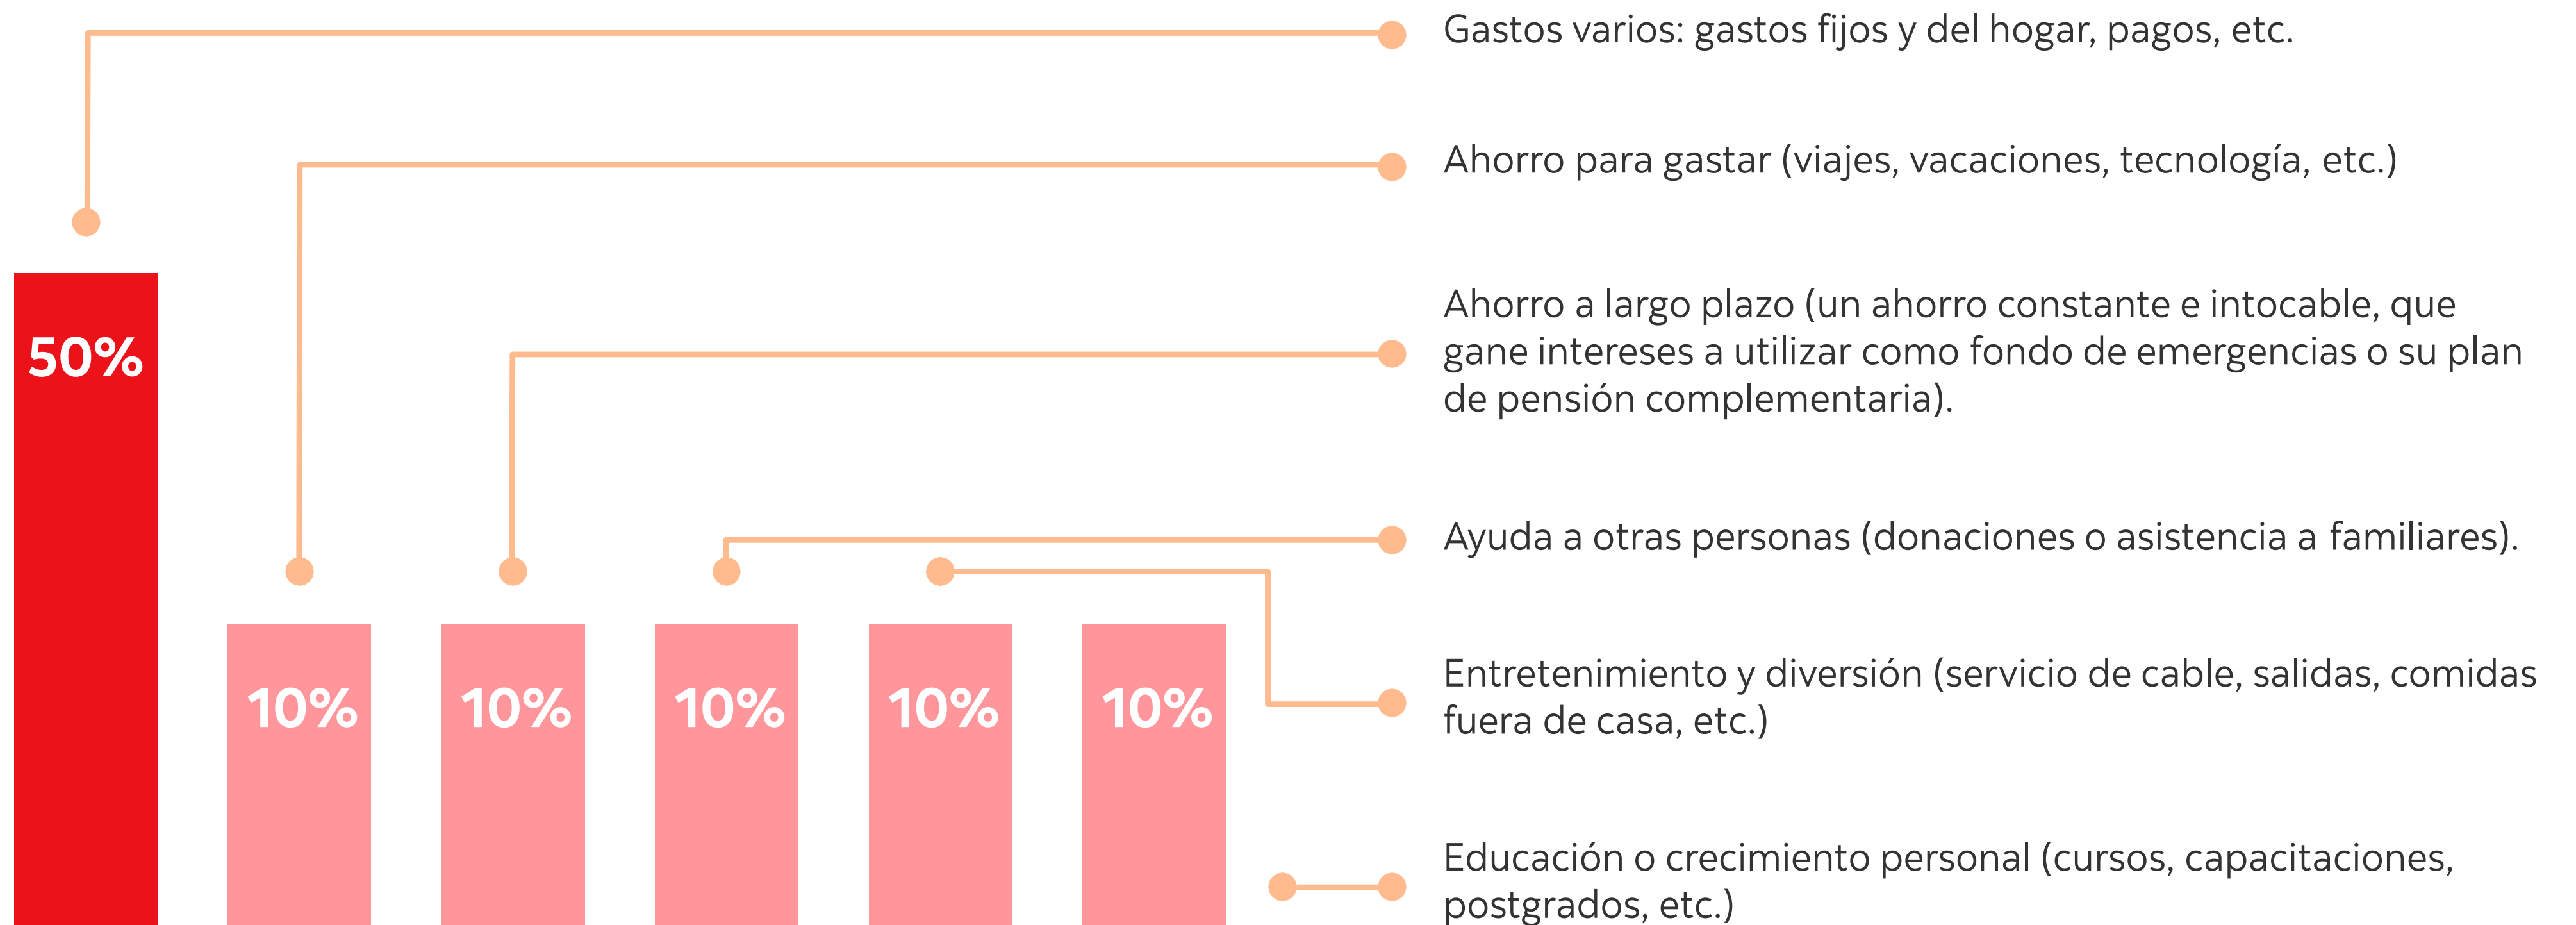 Gastos varios: gastos fijos y del hogar, pagos, etc.
Ahorro para gastar (viajes, vacaciones, tecnología, etc.)
Ahorro a largo plazo (un ahorro constante e intocable, que
gane intereses a utilizar como fondo de emergencias o su plan
de pensión complementaria).
Ayuda a otras personas (donaciones o asistencia a familiares).
Entretenimiento y diversión (servicio de cable, salidas, comidas
fuera de casa, etc.)
Educación o crecimiento personal (cursos, capacitaciones,
postgrados, etc.)
50%
10%
10%
10%
10%
10%